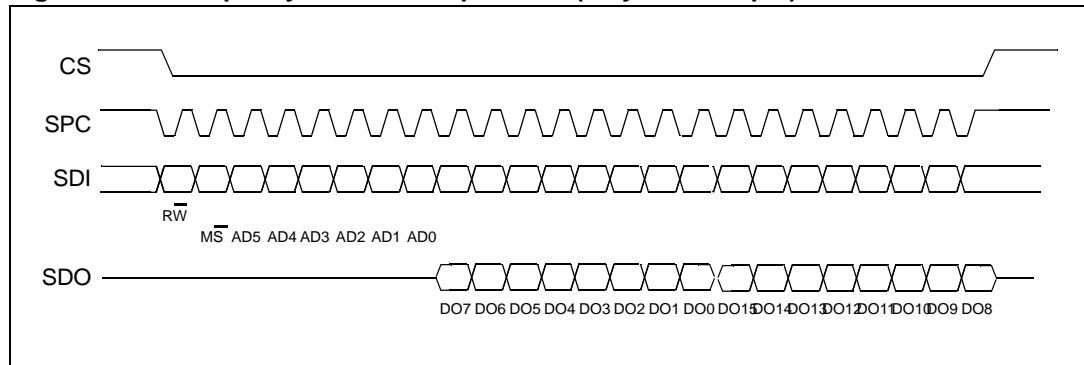 CS
SPC
SDI
RW
MS AD5 AD4 AD3 AD2 AD1 AD0
SDO
DO7 DO6 DO5 DO4 DO3 DO2 DO1 DO0 DO15 DO14 DO13 DO12 DO11 DO10 DO9 DO8